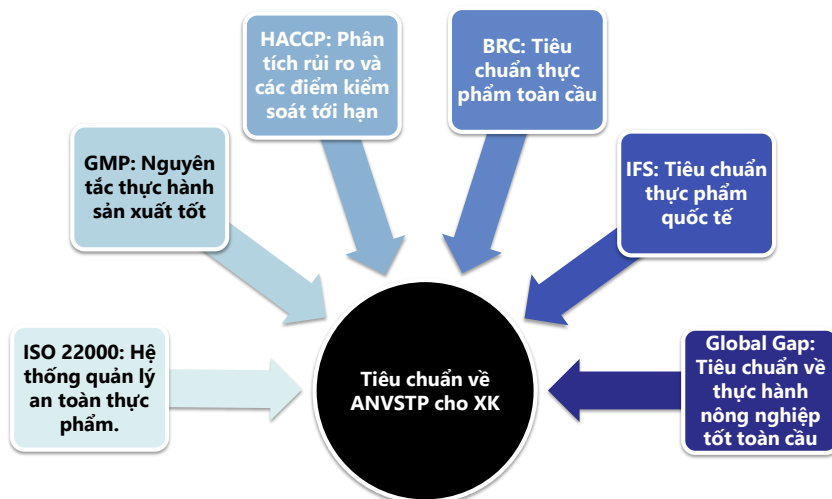 HACCP: Phân
tích rủi ro và
các điểm kiểm
soát tới hạn
BRC: Tiêu
chuẩn thực
phẩm toàn cầu
GMP: Nguyên
tắc thực hành
sản xuất tốt
IFS: Tiêu chuẩn
thực phẩm
quốc tế
ISO 22000: Hệ
thống quản lý
an toàn thực
phẩm.
Tiêu chuẩn về
ANVSTP cho XK
Global Gap:
Tiêu chuẩn về
thực hành
nông nghiệp
tốt toàn cầu